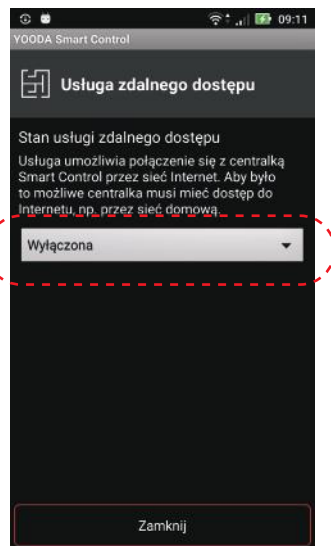 09:11
YOODA Smart Control
Usługa zdalnego dostępu
Stan usługi zdalnego dostępu
Usługa umożliwia połączenie się z centralką
Smart Control przez sieć Internet. Aby było
to możliwe centralka musi mieć dostęp do
Internetu, np. przez sieć domową.
Wyłączona
Zamknij